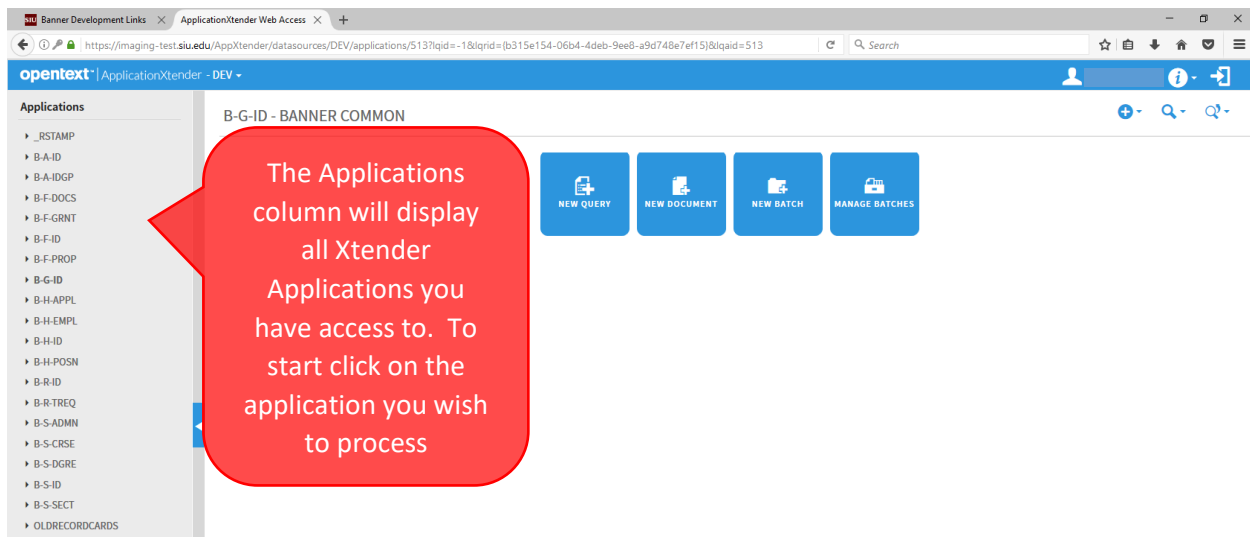 SIU Banner Development Links
ApplicationXtender Web Access
https://imaging-test.siu.edu/AppXtender/datasources/DEV/applications/513?lqid=-1&lqrid={b315e154-06b4-4deb-9ee8-a9d748e7ef15}&lqaid=513
Search
opentext | ApplicationXtender - DEV
Applications
B-G-ID - BANNER COMMON
_RSTAMP
B-A-ID
B-A-IDGP
B-F-DOCS
B-F-GRNT
B-F-ID
B-F-PROP
B-G-ID
B-H-APPL
B-H-EMPL
B-H-ID
B-H-POSN
B-R-ID
B-R-TREQ
B-S-ADMN
B-S-CRSE
B-S-DGRE
B-S-ID
B-S-SECT
OLDRECORDCARDS
The Applications
column will display
all Xtender
Applications you
have access to. To
start click on the
application you wish
to process
NEW QUERY
NEW DOCUMENT
NEW BATCH
MANAGE BATCHES